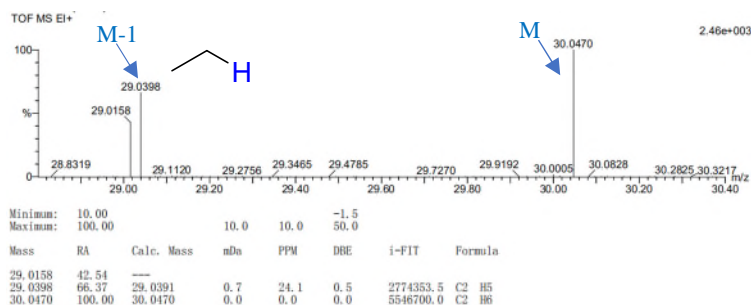 TOF MS EI+
M-1
M
2.46e+003
100
30.0470
29.0398
H
29.0158
%
28.8319
29.1120
29.2756
29.3465
29.4785
29.7270
29.9192
30.0005
30.0828
30.2825
30.3217
0
m/z
29.00 29.20 29.40 29.60 29.80 30.00 30.20 30.40
Minimum: 10.00 -1.5
Maximum: 100.00 10.0 10.0 50.0
Mass RA Calc. Mass mDa PPM DBE i-FIT Formula
29.0158 42.54 ---
29.0398 66.37 29.0391 0.7 24.1 0.5 2774353.5 C2 H5
30.0470 100.00 30.0470 0.0 0.0 0.0 5546700.0 C2 H6